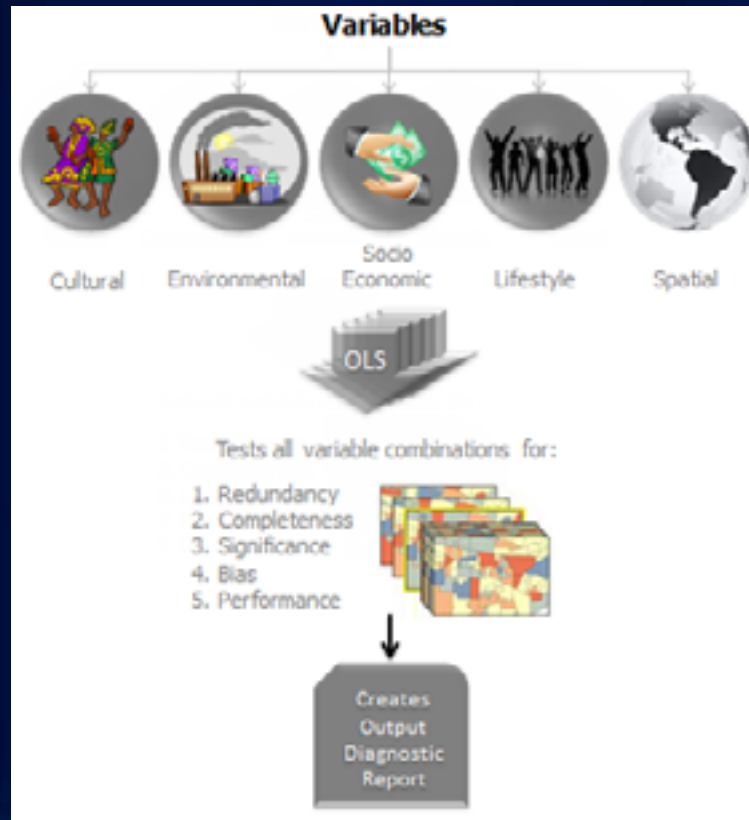 Variables
Cultural
Environmental
Socio
Economic
Lifestyle
Spatial
OLS
Tests all variable combinations for:
1. Redundancy
2. Completeness
3. Significance
4. Bias
5. Performance
Creates
Output
Diagnostic
Report